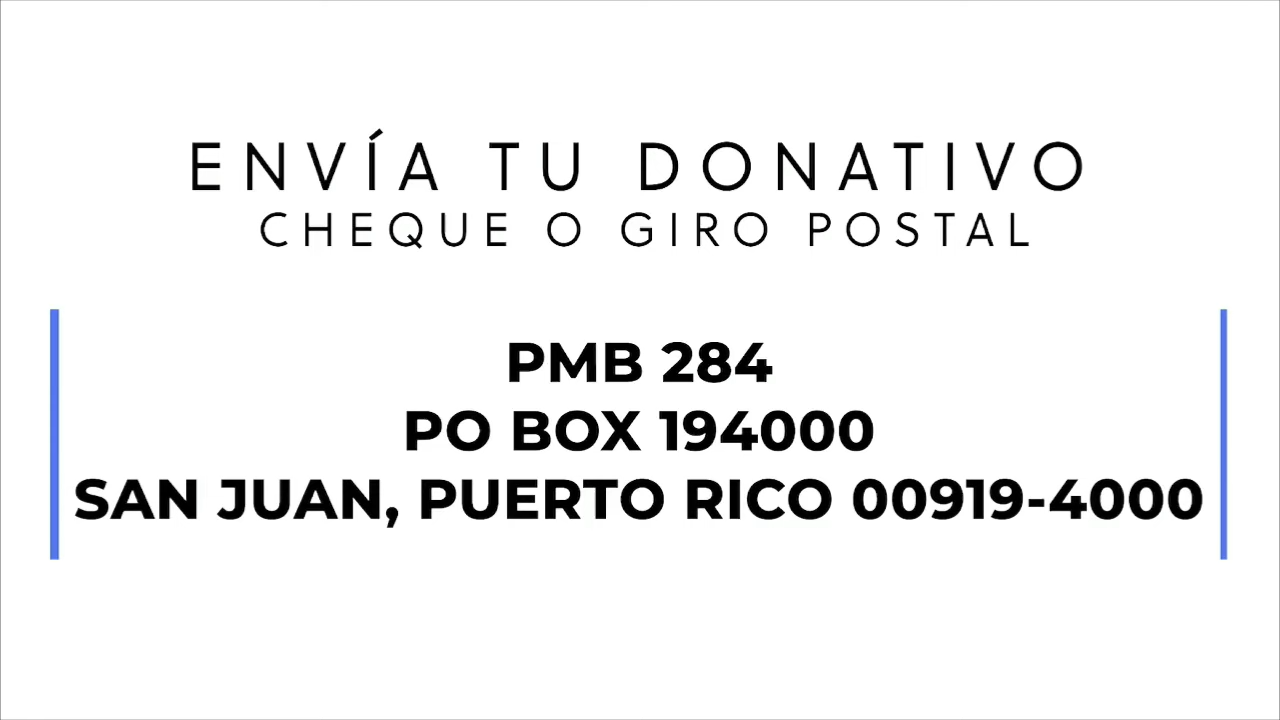 ENVÍA TU DONATIVO
CHEQUE O GIRO POSTAL
PMB 284
PO BOX 194000
SAN JUAN, PUERTO RICO 00919-4000